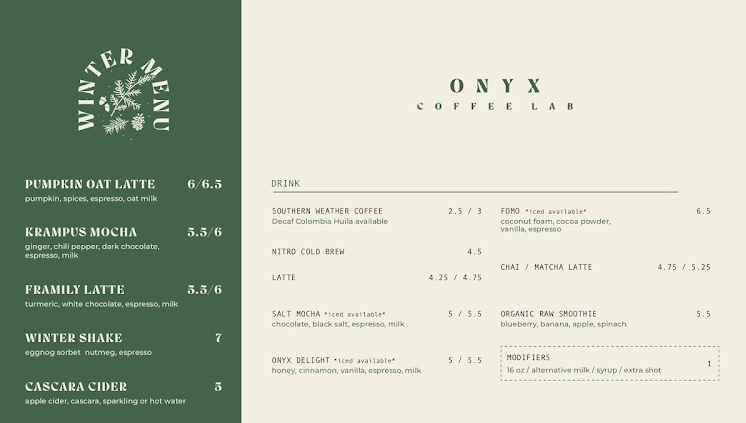 WINTER MENU
PUMPKIN OAT LATTE 6/6.5
pumpkin, spices, espresso, oat milk
KRAMPUS MOCHA 5.5/6
ginger, chili pepper, dark chocolate,
espresso, milk
FRAMILY LATTE 5.5/6
turmeric, white chocolate, espresso, milk
WINTER SHAKE 7
eggnog sorbet nutmeg, espresso
CASCARA CIDER 5
apple cider, cascara, sparkling or hot water
ONYX
COFFEE LAB
DRINK
SOUTHERN WEATHER COFFEE 2.5 / 3
Decaf Colombia Huila available
NITRO COLD BREW 4.5
LATTE 4.25 / 4.75
SALT MOCHA *iced available* 5 / 5.5
chocolate, black salt, espresso, milk
ONYX DELIGHT *iced available* 5 / 5.5
honey, cinnamon, vanilla, espresso, milk
FOMO *iced available* 6.5
coconut foam, cocoa powder,
vanilla, espresso
CHAI / MATCHA LATTE 4.75 / 5.25
ORGANIC RAW SMOOTHIE 5.5
blueberry, banana, apple, spinach
MODIFIERS 1
16 oz / alternative milk / syrup / extra shot